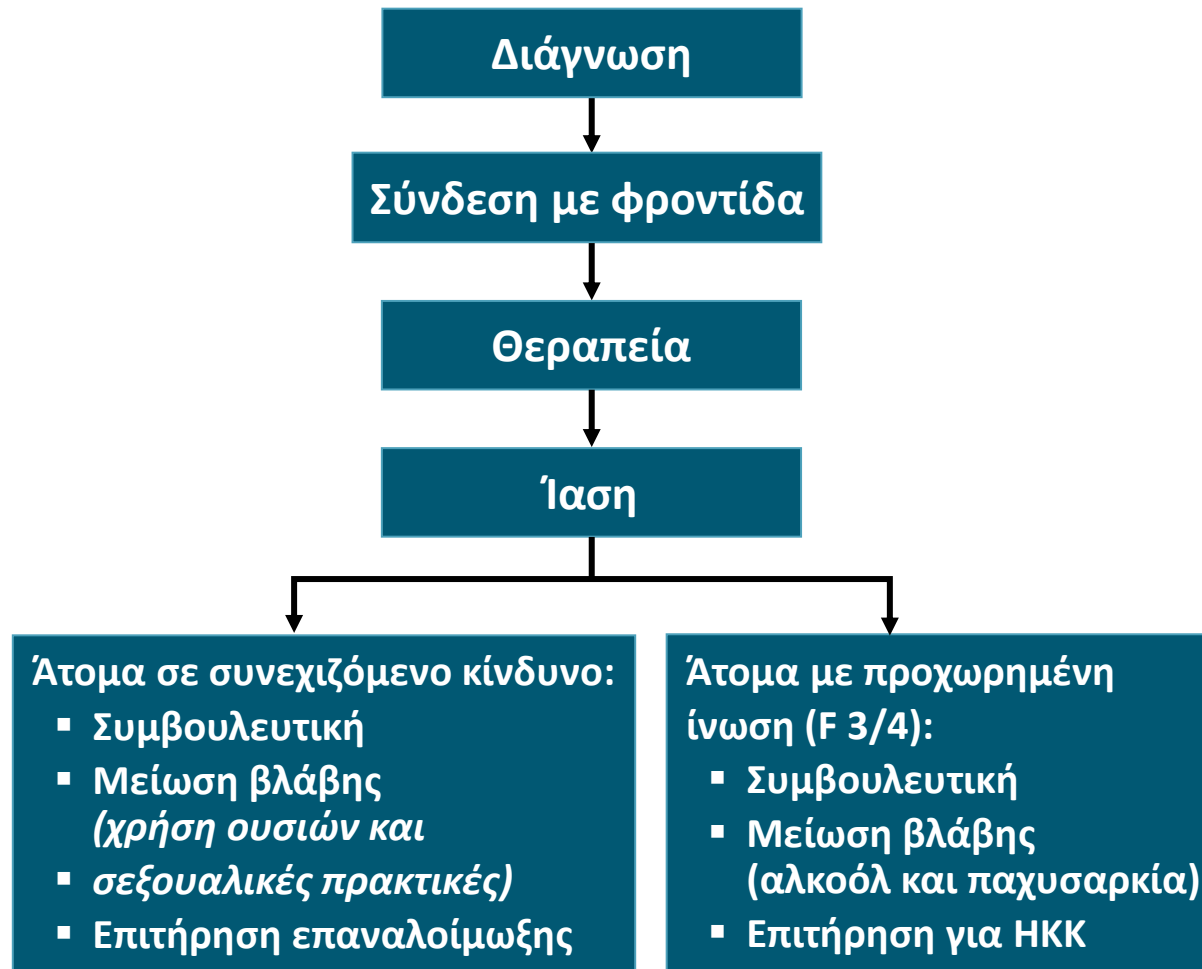 Διάγνωση
Σύνδεση με φροντίδα
Θεραπεία
Ίαση
Άτομα σε συνεχιζόμενο κίνδυνο:
▪ Συμβουλευτική
▪ Μείωση βλάβης
(χρήση ουσιών και
▪ σεξουαλικές πρακτικές)
▪ Επιτήρηση επαναλοίμωξης
Άτομα με προχωρημένη
ίνωση (F 3/4):
▪ Συμβουλευτική
▪ Μείωση βλάβης
(αλκοόλ και παχυσαρκία)
▪ Επιτήρηση για ΗΚΚ